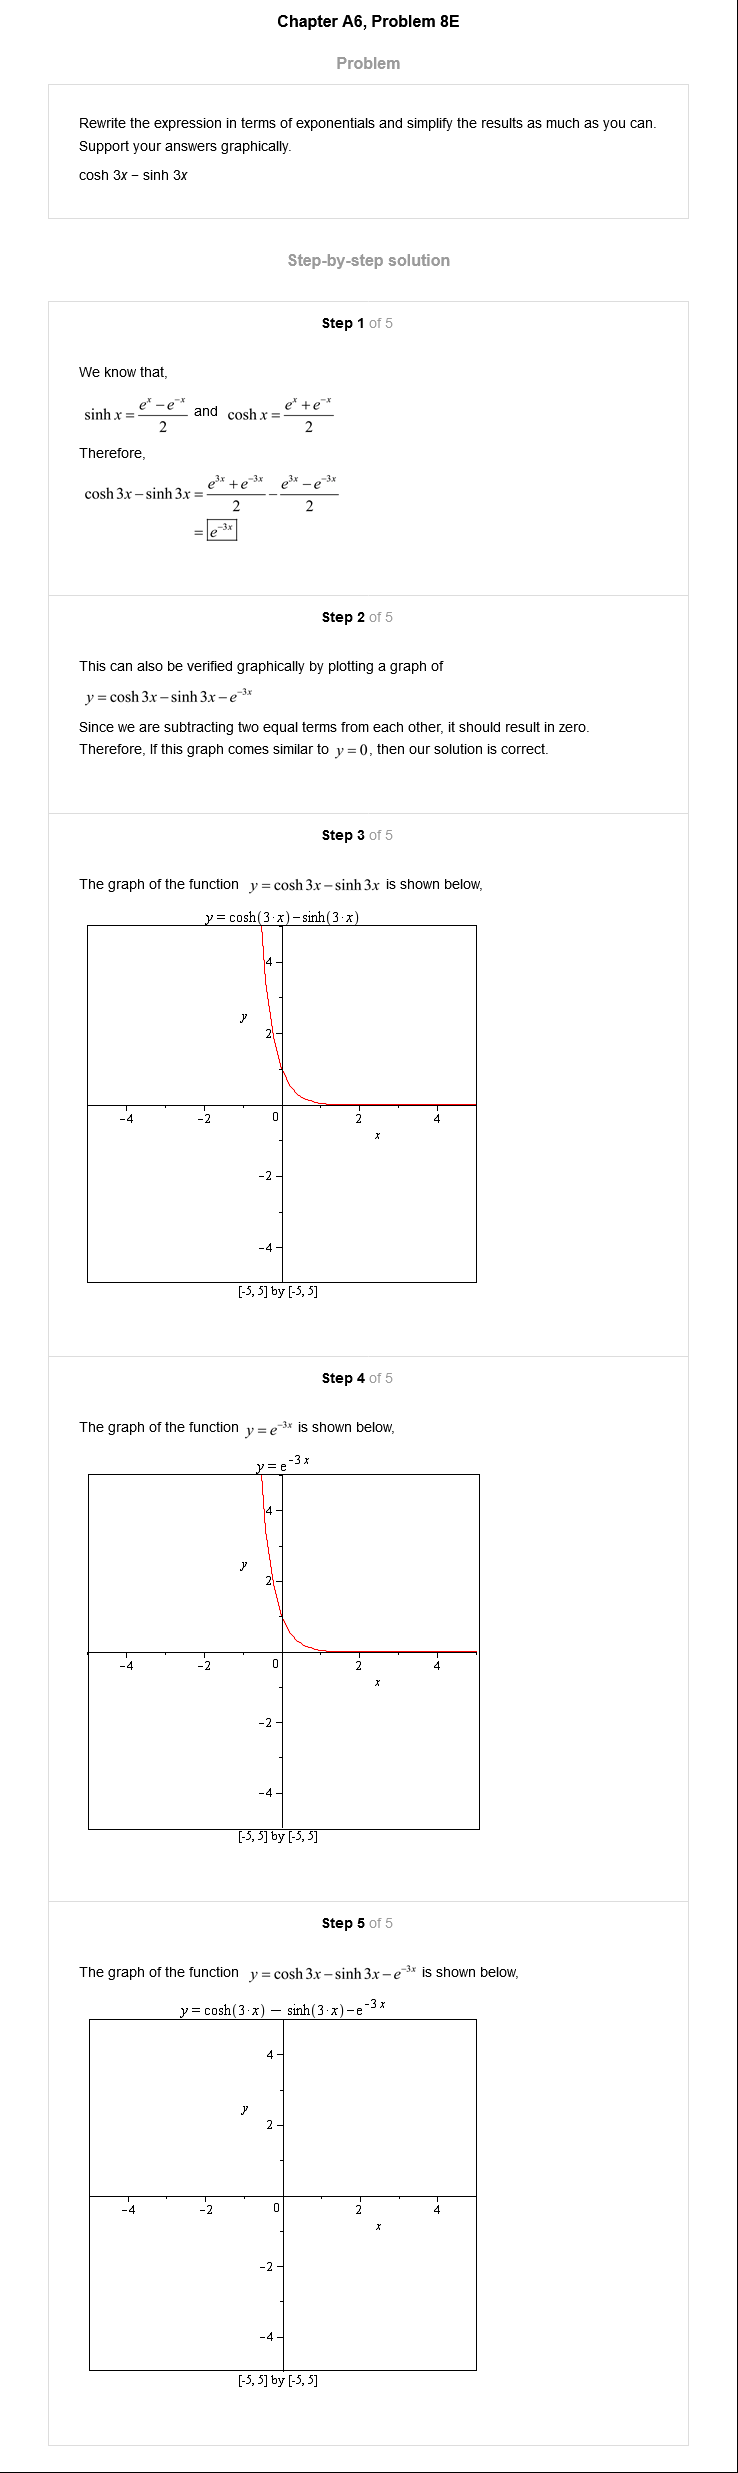 Chapter A6, Problem 8E
Problem
Rewrite the expression in terms of exponentials and simplify the results as much as you can.
Support your answers graphically.
cosh 3x – sinh 3x
Step-by-step solution
Step 1 of 5
We know that,
sinh x = (e^x − e^−x)/2 and cosh x = (e^x + e^−x)/2
Therefore,
cosh 3x − sinh 3x = (e^3x + e^−3x)/2 − (e^3x − e^−3x)/2
= e^−3x
Step 2 of 5
This can also be verified graphically by plotting a graph of
y = cosh 3x − sinh 3x − e^−3x
Since we are subtracting two equal terms from each other, it should result in zero.
Therefore, If this graph comes similar to y = 0, then our solution is correct.
Step 3 of 5
The graph of the function y = cosh 3x − sinh 3x is shown below,
y = cosh(3·x) − sinh(3·x)
4
y
2
−4 −2 0 2 4
x
−2
−4
[-5, 5] by [-5, 5]
Step 4 of 5
The graph of the function y = e^−3x is shown below,
y = e^−3 x
4
y
2
−4 −2 0 2 4
x
−2
−4
[-5, 5] by [-5, 5]
Step 5 of 5
The graph of the function y = cosh 3x − sinh 3x − e^−3x is shown below,
y = cosh(3·x) − sinh(3·x) − e^−3 x
4
y
2
−4 −2 0 2 4
x
−2
−4
[-5, 5] by [-5, 5]